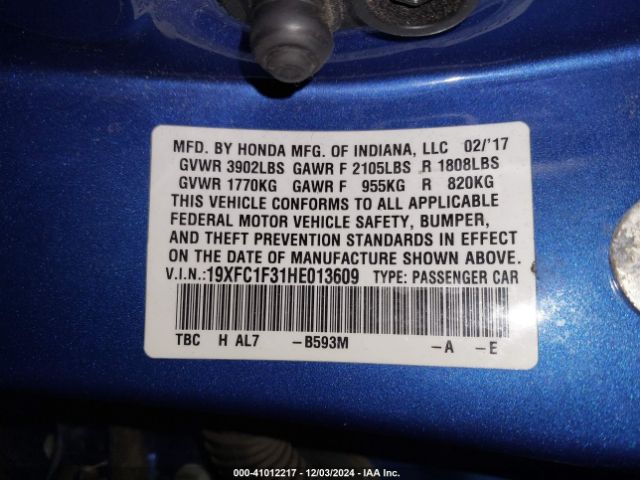 MFD. BY HONDA MFG. OF INDIANA, LLC 02/'17
GVWR 3902LBS GAWR F 2105LBS R 1808LBS
GVWR 1770KG GAWR F 955KG R 820KG
THIS VEHICLE CONFORMS TO ALL APPLICABLE
FEDERAL MOTOR VEHICLE SAFETY, BUMPER,
AND THEFT PREVENTION STANDARDS IN EFFECT
ON THE DATE OF MANUFACTURE SHOWN ABOVE.
V.I.N.:19XFC1F31HE013609 TYPE: PASSENGER CAR
TBC H AL7 -B593M -A -E
000-41012217 - 12/03/2024 - IAA Inc.